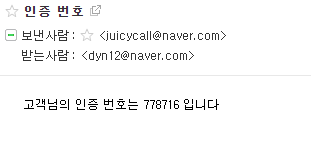 인증 번호
보낸사람 : <juicycall@naver.com>
받는사람 : <dyn12@naver.com>
고객님의 인증 번호는 778716 입니다